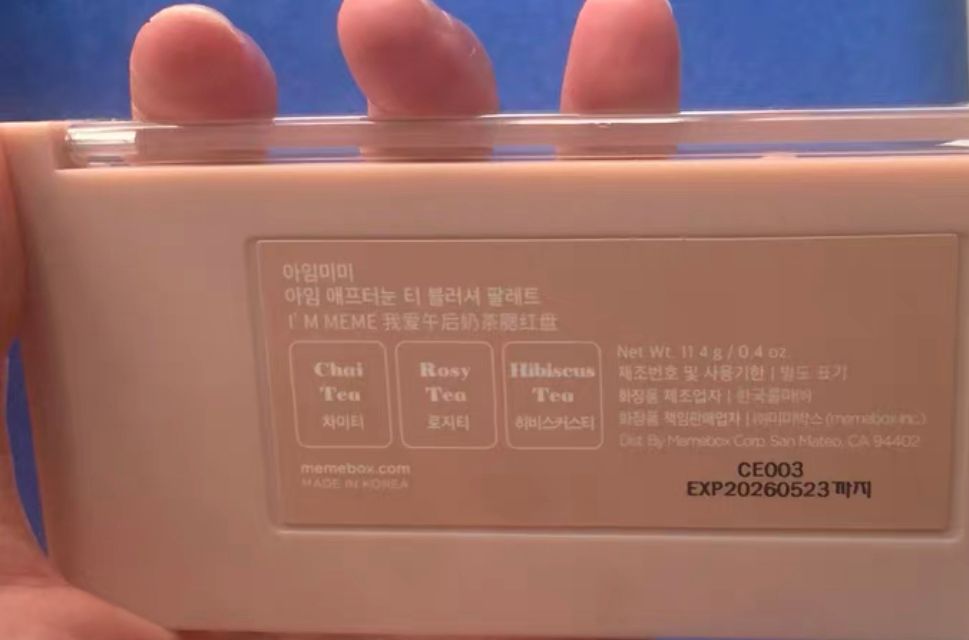 아임미미
아임 애프터눈 티 블러셔 팔레트
I' M MEME 我爱午后奶茶腮红盘
Chai Tea 차이티
Rosy Tea 로지티
Hibiscus Tea 히비스커스티
Net. Wt. 11.4 g / 0.4 oz.
제조번호 및 사용기한 | 별도 표기
화장품 제조업자 | 한국콜마㈜
화장품 책임판매업자 | ㈜미미박스 (memebox inc.)
Dist. By Memebox Corp. San Mateo, CA 94402
memebox.com
MADE IN KOREA
CE003
EXP20260523까지